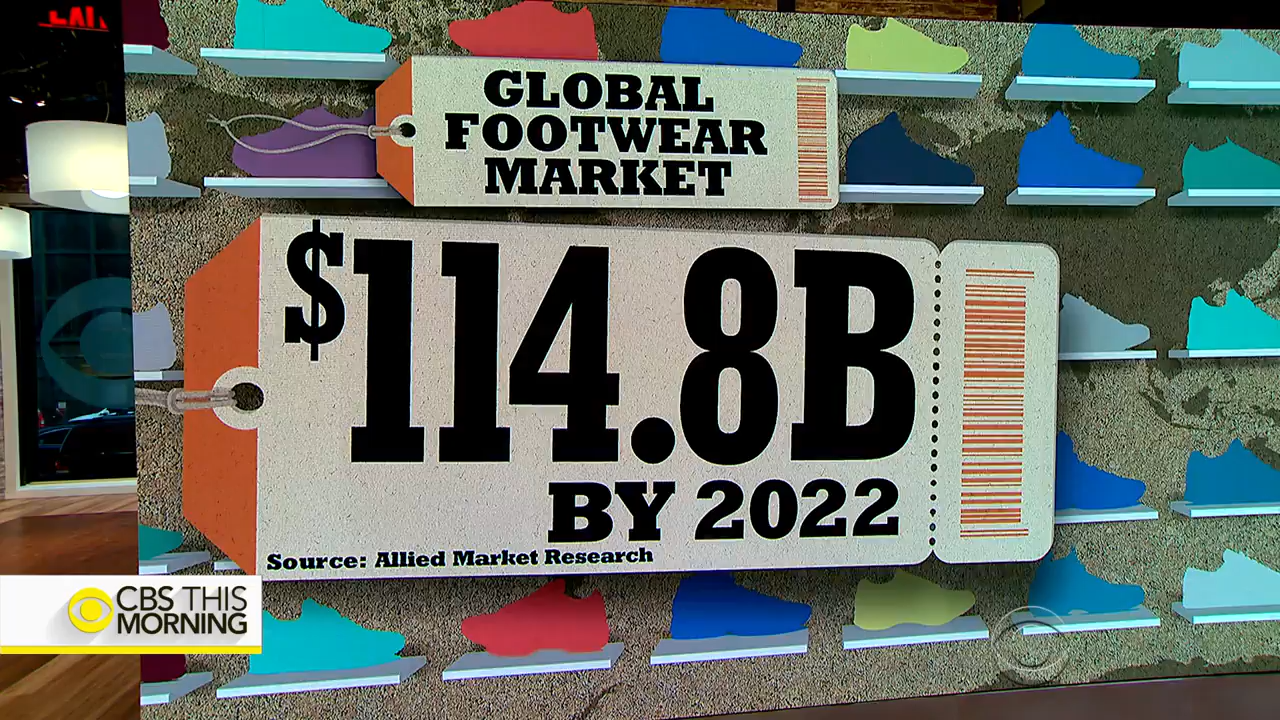 GLOBAL
FOOTWEAR
MARKET
$114.8B
BY 2022
Source: Allied Market Research
CBS THIS
MORNING